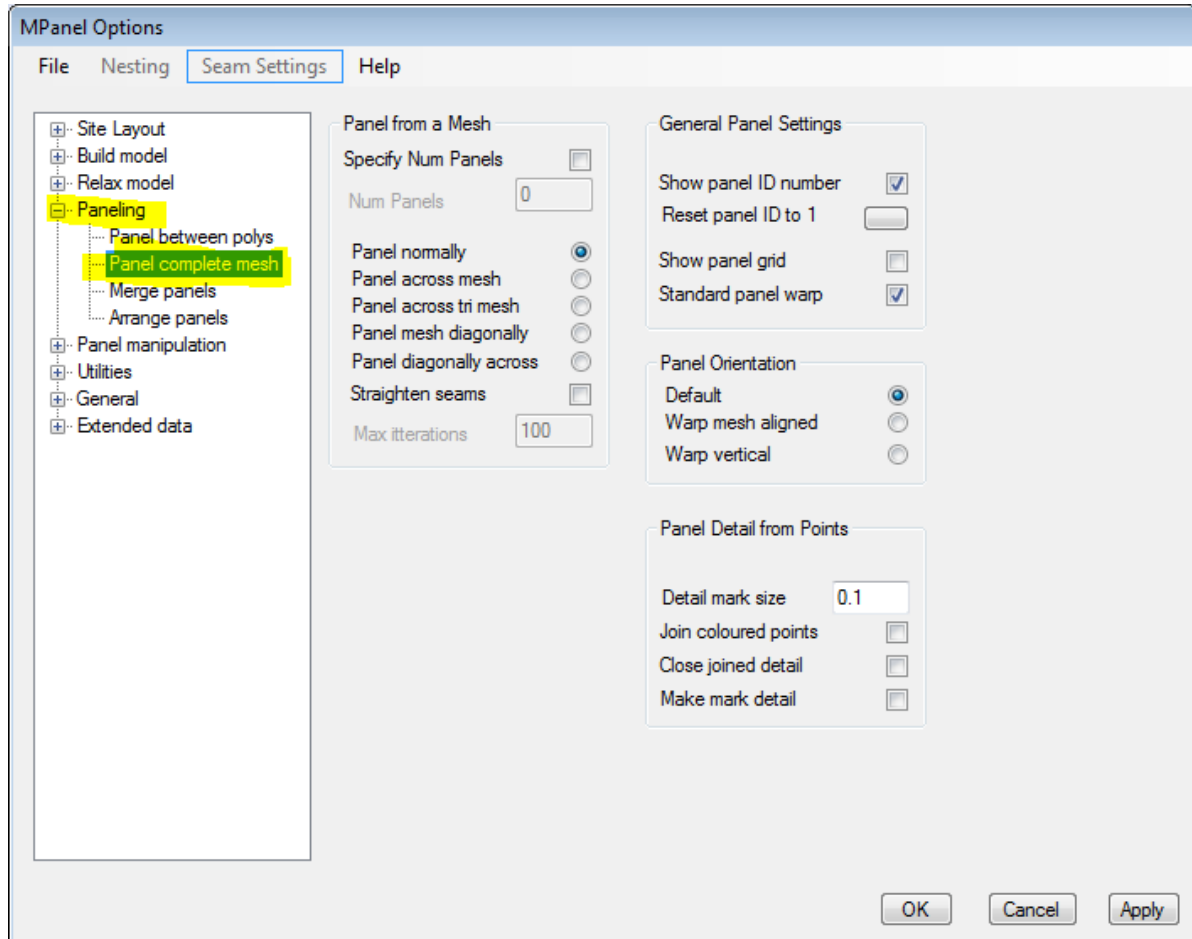 MPanel Options
File Nesting Seam Settings Help
Site Layout
Build model
Relax model
Paneling
Panel between polys
Panel complete mesh
Merge panels
Arrange panels
Panel manipulation
Utilities
General
Extended data
Panel from a Mesh
Specify Num Panels
Num Panels 0
Panel normally
Panel across mesh
Panel across tri mesh
Panel mesh diagonally
Panel diagonally across
Straighten seams
Max itterations 100
General Panel Settings
Show panel ID number
Reset panel ID to 1
Show panel grid
Standard panel warp
Panel Orientation
Default
Warp mesh aligned
Warp vertical
Panel Detail from Points
Detail mark size 0.1
Join coloured points
Close joined detail
Make mark detail
OK Cancel Apply